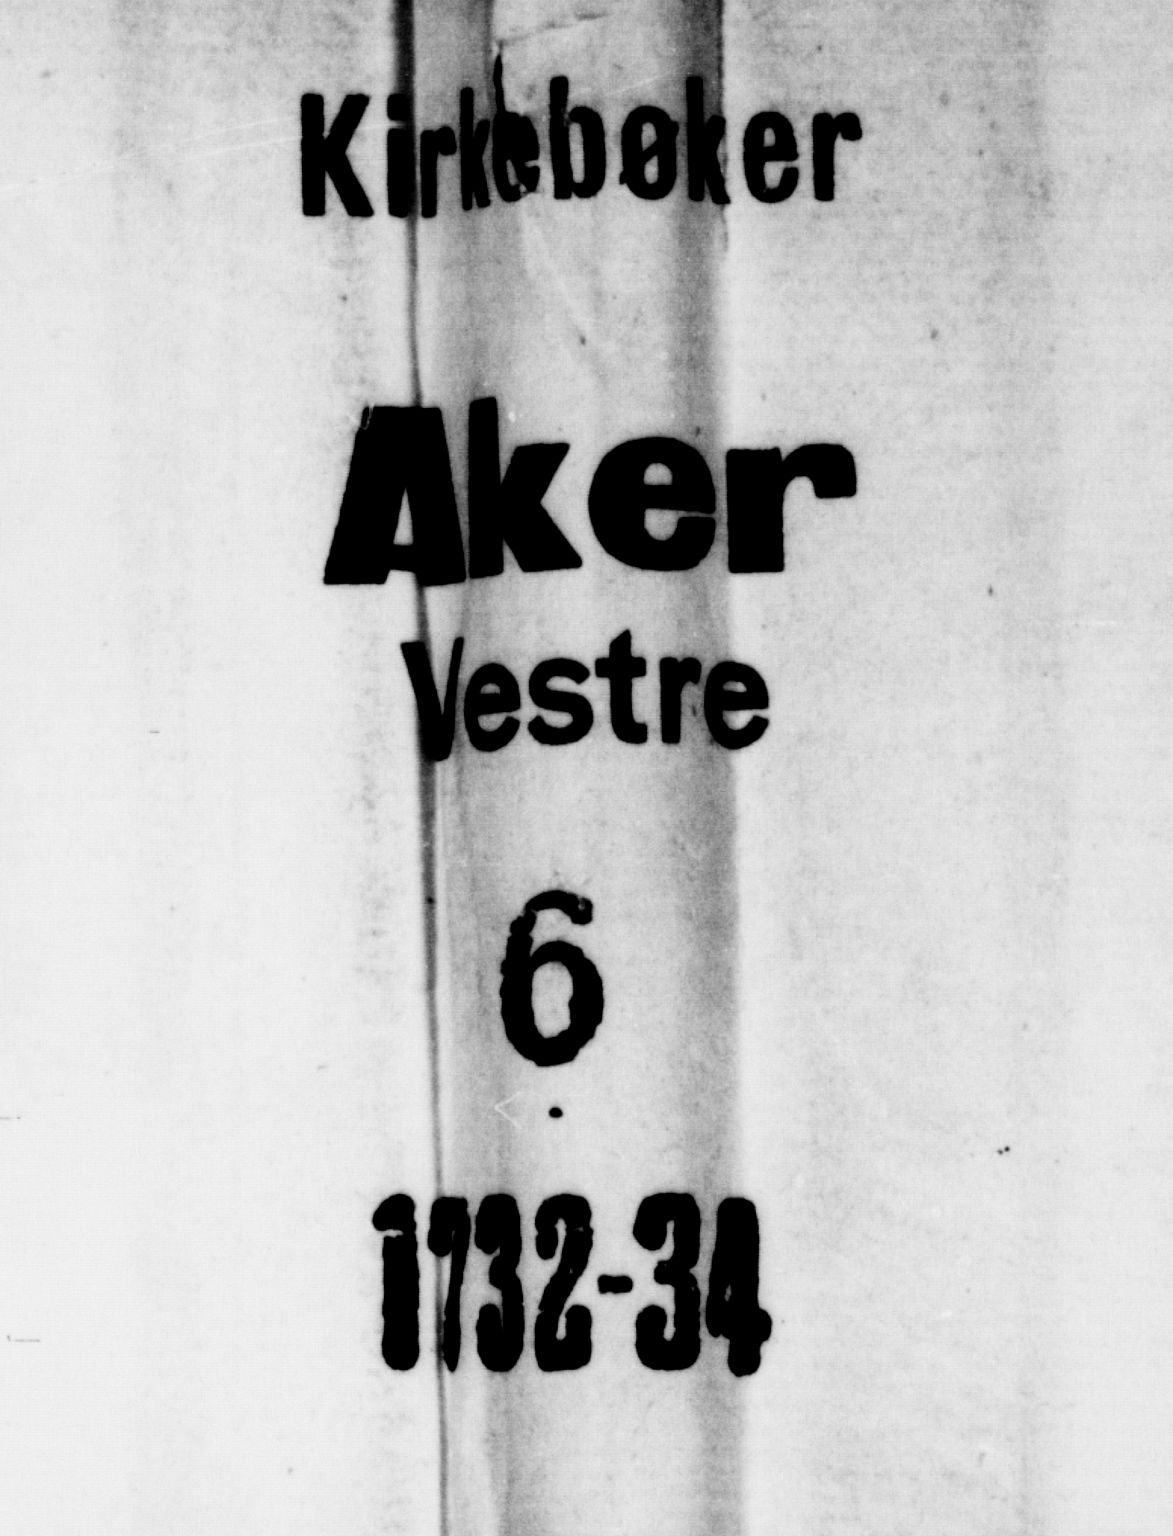 Kirkebøker
Aker
Vestre
6
1732-34